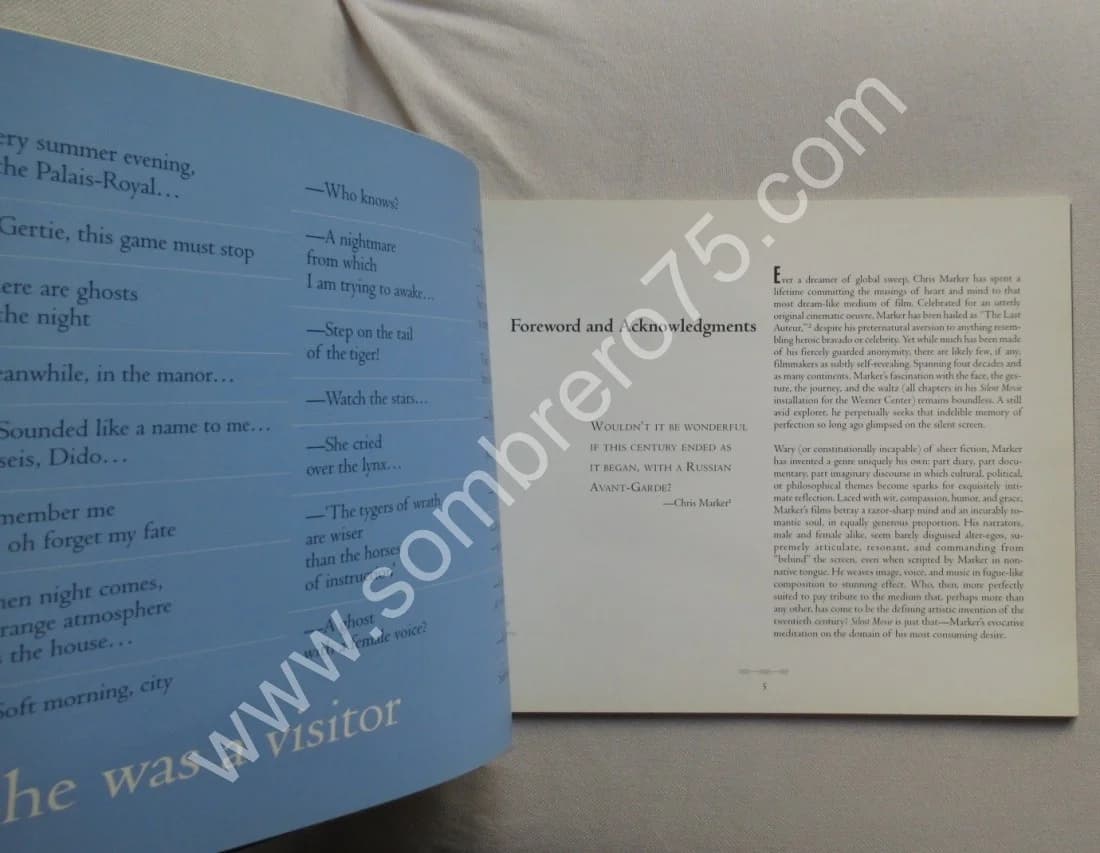 ery summer evening,
the Palais-Royal…
Gertie, this game must stop
ere are ghosts
the night
eanwhile, in the manor…
Sounded like a name to me…
seis, Dido…
member me
oh forget my fate
hen night comes,
range atmosphere
the house…
Soft morning, city
—Who knows?
—A nightmare
from which
I am trying to awake…
—Step on the tail
of the tiger!
—Watch the stars…
—She cried
over the lynx…
—'The tygers of wrath
are wiser
than the horses
of instruction'
—A ghost
with a female voice?
he was a visitor
Foreword and Acknowledgments
Wouldn't it be wonderful
if this century ended as
it began, with a Russian
Avant-Garde?
—Chris Marker¹
Ever a dreamer of global sweep, Chris Marker has spent a
lifetime committing the musings of heart and mind to that
most dream-like medium of film. Celebrated for an utterly
original cinematic oeuvre, Marker has been hailed as "The Last
Auteur,"² despite his preternatural aversion to anything resem-
bling heroic bravado or celebrity. Yet while much has been made
of his fiercely guarded anonymity, there are likely few, if any,
filmmakers as subtly self-revealing. Spanning four decades and
as many continents, Marker's fascination with the face, the ges-
ture, the journey, and the waltz (all chapters in his Silent Movie
installation for the Wexner Center) remains boundless. A still
avid explorer, he perpetually seeks that indelible memory of
perfection so long ago glimpsed on the silent screen.
Wary (or constitutionally incapable) of sheer fiction, Marker
has invented a genre uniquely his own: part diary, part docu-
mentary, part imaginary discourse in which cultural, political,
or philosophical themes become sparks for exquisitely inti-
mate reflection. Laced with wit, compassion, humor, and grace,
Marker's films betray a razor-sharp mind and an incurably ro-
mantic soul, in equally generous proportion. His narrators,
male and female alike, seem barely disguised alter-egos, su-
premely articulate, resonant, and commanding from
"behind" the screen, even when scripted by Marker in non-
native tongue. He weaves image, voice, and music in fugue-like
composition to stunning effect. Who, then, more perfectly
suited to pay tribute to the medium that, perhaps more than
any other, has come to be the defining artistic invention of the
twentieth century? Silent Movie is just that—Marker's evocative
meditation on the domain of his most consuming desire.
5
www.sombrero75.com